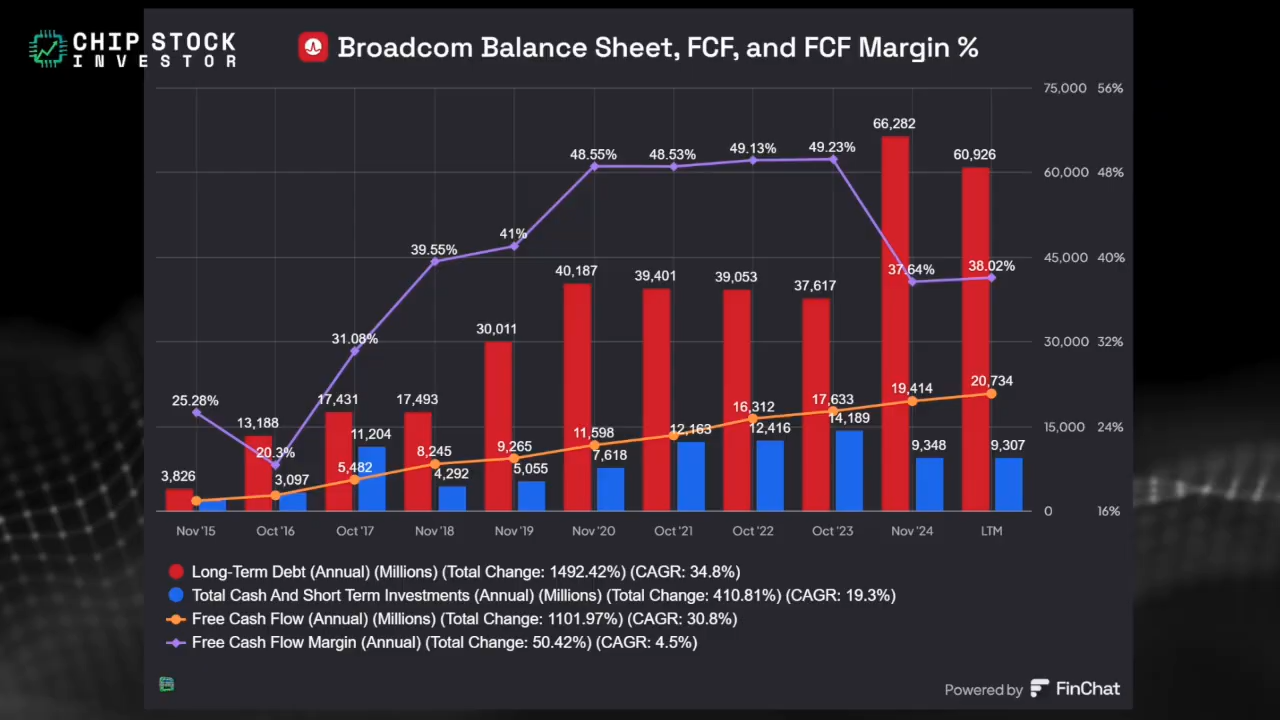 CHIP STOCK
INVESTOR
Broadcom Balance Sheet, FCF, and FCF Margin %
75,000 56%
66,282
48.55% 48.53% 49.13% 49.23% 60,926
60,000 48%
39.55% 41%
40,187 39,401 39,053 37,617 37.64% 38.02%
45,000 40%
31.08% 30,011
30,000 32%
25.28% 17,431 17,493 16,312 17,633 19,414 20,734
13,188 20.3% 11,204 11,598 12,163 12,416 14,189
15,000 24%
3,826 3,097 5,482 8,245 4,292 9,265 5,055 7,618 9,348 9,307
0 16%
Nov '15 Oct '16 Oct '17 Nov '18 Nov '19 Nov '20 Oct '21 Oct '22 Oct '23 Nov '24 LTM
Long-Term Debt (Annual) (Millions) (Total Change: 1492.42%) (CAGR: 34.8%)
Total Cash And Short Term Investments (Annual) (Millions) (Total Change: 410.81%) (CAGR: 19.3%)
Free Cash Flow (Annual) (Millions) (Total Change: 1101.97%) (CAGR: 30.8%)
Free Cash Flow Margin (Annual) (Total Change: 50.42%) (CAGR: 4.5%)
Powered by FinChat